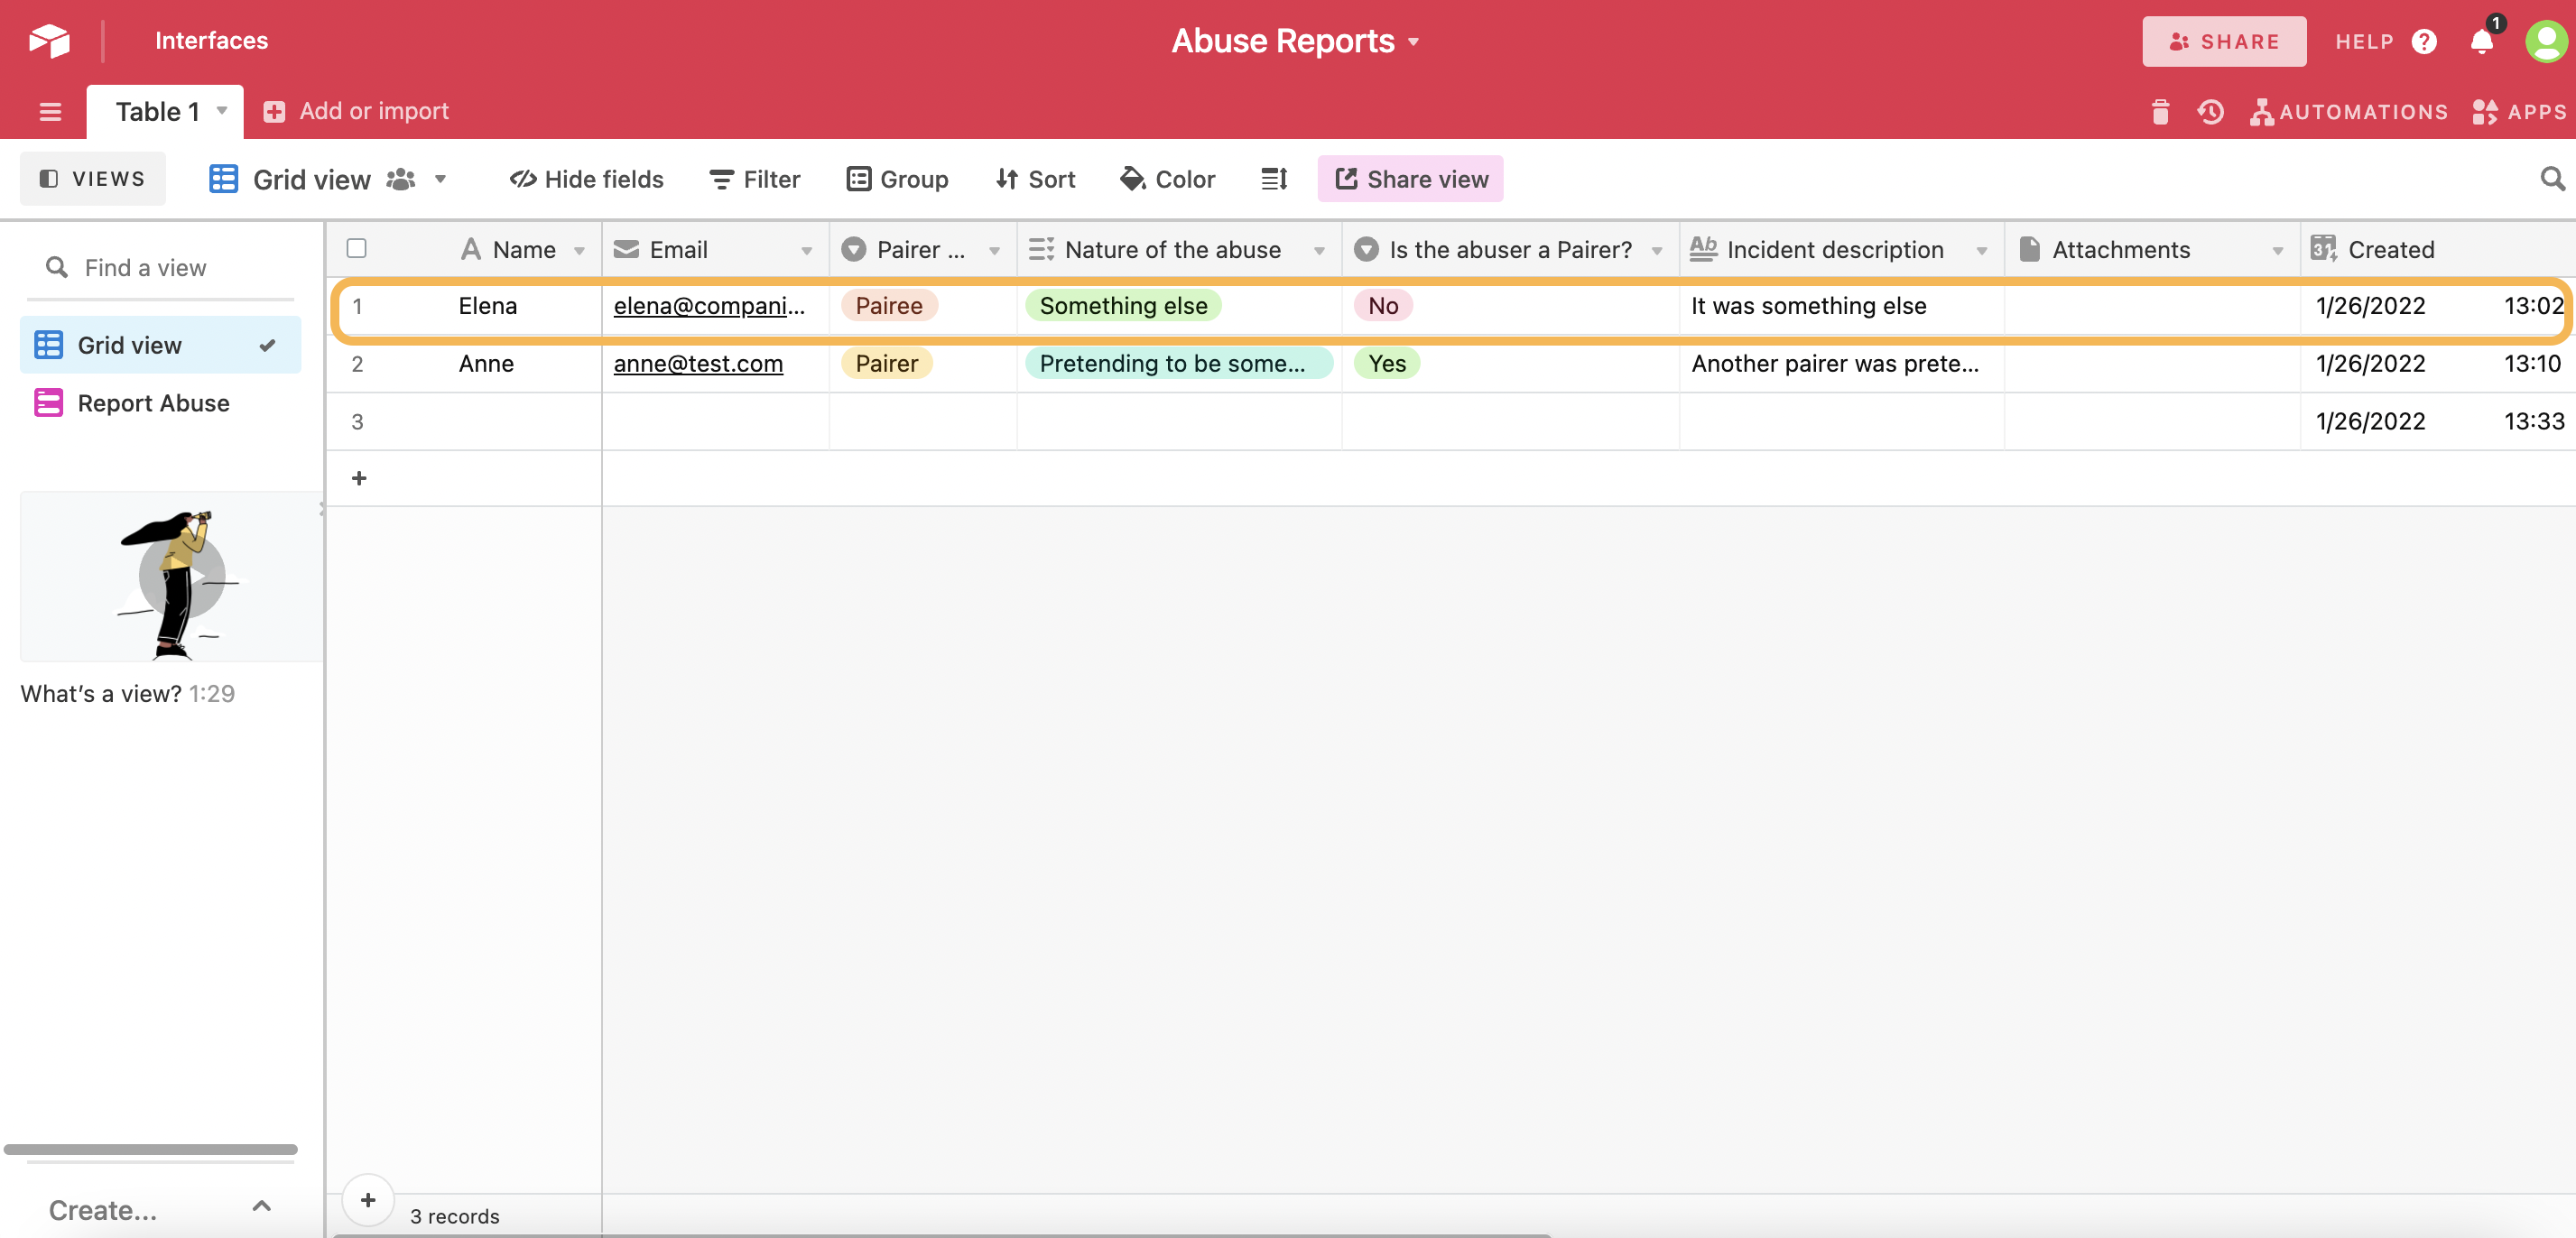 Interfaces
Abuse Reports
SHARE
HELP ?
1
Table 1
Add or import
AUTOMATIONS
APPS
VIEWS
Grid view
Hide fields
Filter
Group
Sort
Color
Share view
Find a view
Grid view
Report Abuse
What's a view? 1:29
Create...
Name Email Pairer ... Nature of the abuse Is the abuser a Pairer? Ab Incident description Attachments 31 Created
1 Elena elena@compani... Pairee Something else No It was something else 1/26/2022 13:02
2 Anne anne@test.com Pairer Pretending to be some... Yes Another pairer was prete... 1/26/2022 13:10
3 1/26/2022 13:33
+
+
3 records